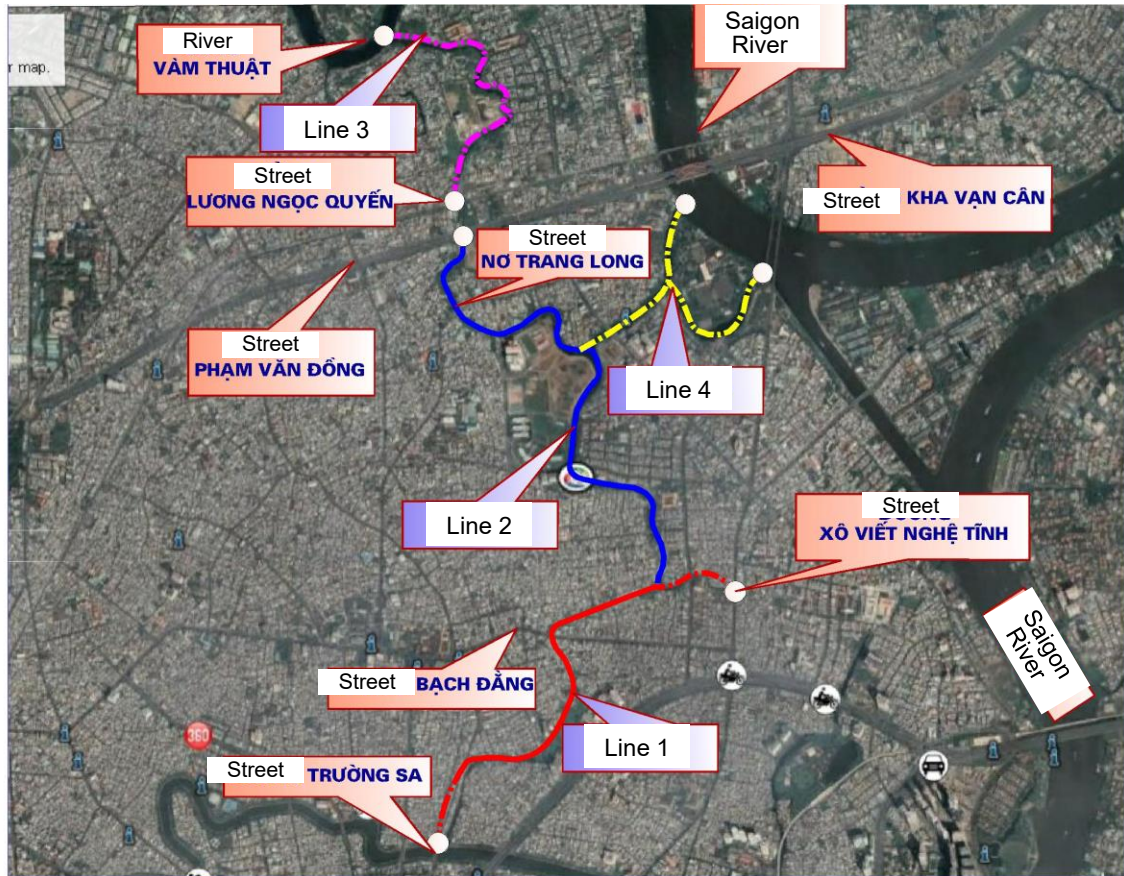 River
VÀM THUẬT
r map.
Saigon
River
Line 3
Street
LƯƠNG NGỌC QUYẾN
Street KHA VẠN CÂN
Street
NƠ TRANG LONG
Street
PHẠM VĂN ĐỒNG
Line 4
Line 2
Street
XÔ VIẾT NGHỆ TĨNH
Saigon
River
Street BẠCH ĐẰNG
Line 1
360
Street TRƯỜNG SA